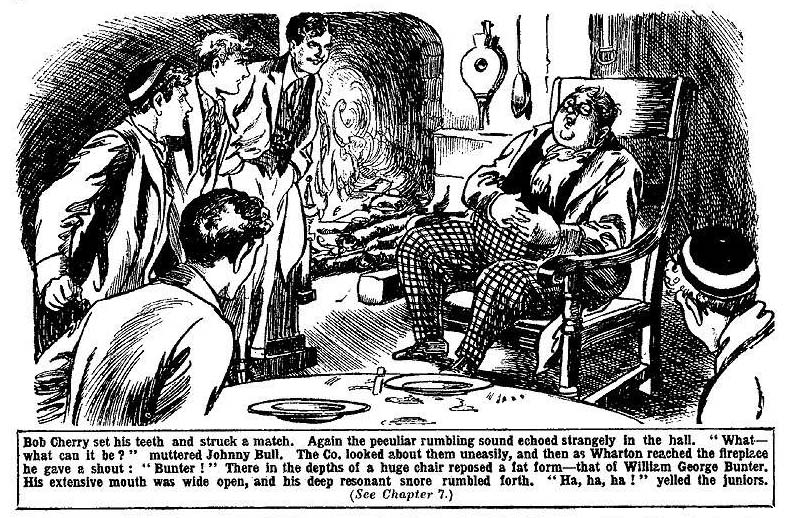 Bob Cherry set his teeth and struck a match. Again the peculiar rumbling sound echoed strangely in the hall. "What—
what can it be?" muttered Johnny Bull. The Co. looked about them uneasily, and then as Wharton reached the fireplace
he gave a shout: "Bunter!" There in the depths of a huge chair reposed a fat form—that of William George Bunter.
His extensive mouth was wide open, and his deep resonant snore rumbled forth. "Ha, ha, ha!" yelled the juniors.
(See Chapter 7.)